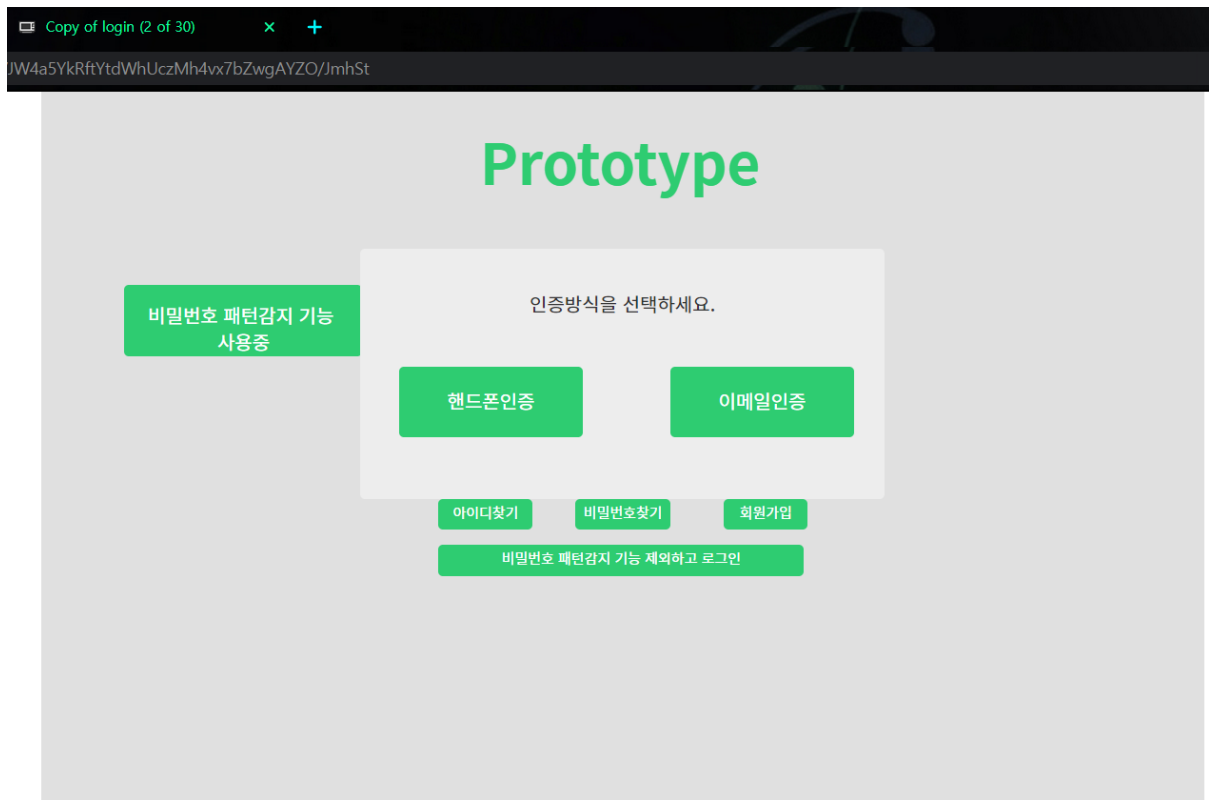 Copy of login (2 of 30)
JW4a5YkRftYtdWhUczMh4vx7bZwgAYZO/JmhSt
Prototype
비밀번호 패턴감지 기능
사용중
인증방식을 선택하세요.
핸드폰인증
이메일인증
아이디찾기
비밀번호찾기
회원가입
비밀번호 패턴감지 기능 제외하고 로그인